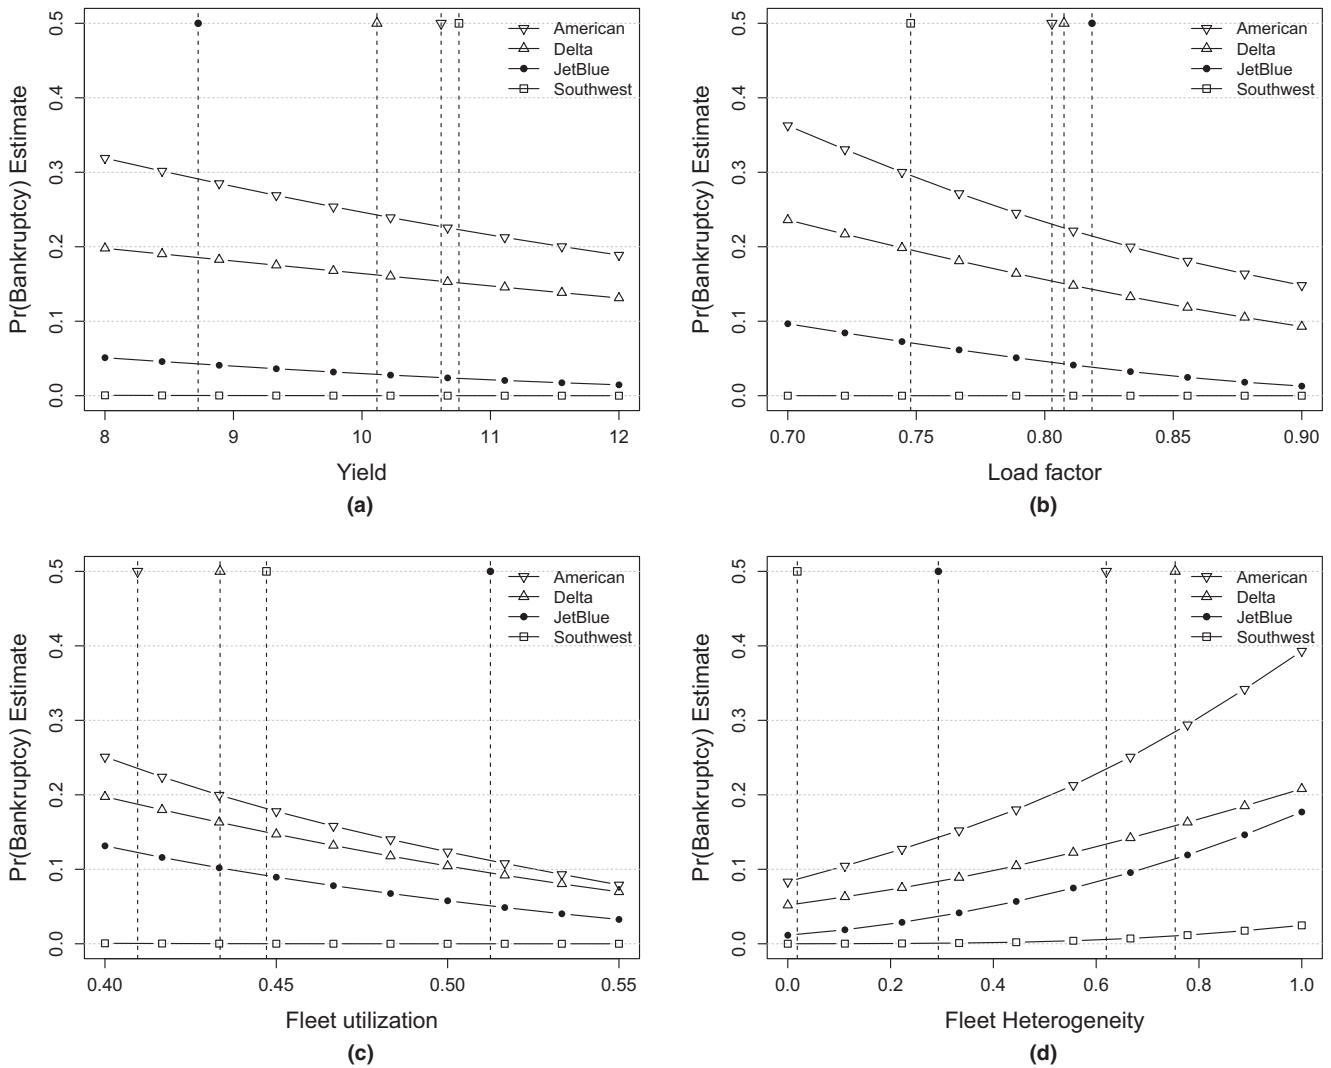 Pr(Bankruptcy) Estimate
0.5
0.4
0.3
0.2
0.1
0.0
American
Delta
JetBlue
Southwest
8 9 10 11 12
Yield
(a)
Pr(Bankruptcy) Estimate
0.5
0.4
0.3
0.2
0.1
0.0
American
Delta
JetBlue
Southwest
0.70 0.75 0.80 0.85 0.90
Load factor
(b)
Pr(Bankruptcy) Estimate
0.5
0.4
0.3
0.2
0.1
0.0
American
Delta
JetBlue
Southwest
0.40 0.45 0.50 0.55
Fleet utilization
(c)
Pr(Bankruptcy) Estimate
0.5
0.4
0.3
0.2
0.1
0.0
American
Delta
JetBlue
Southwest
0.0 0.2 0.4 0.6 0.8 1.0
Fleet Heterogeneity
(d)